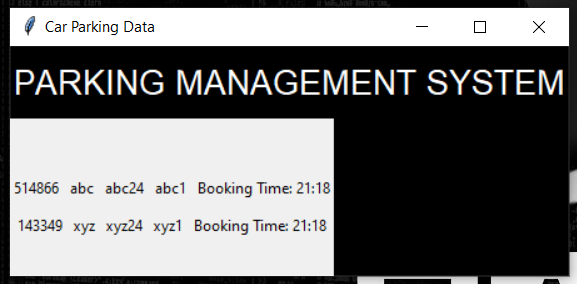 Car Parking Data
PARKING MANAGEMENT SYSTEM
514866 abc abc24 abc1 Booking Time: 21:18
143349 xyz xyz24 xyz1 Booking Time: 21:18